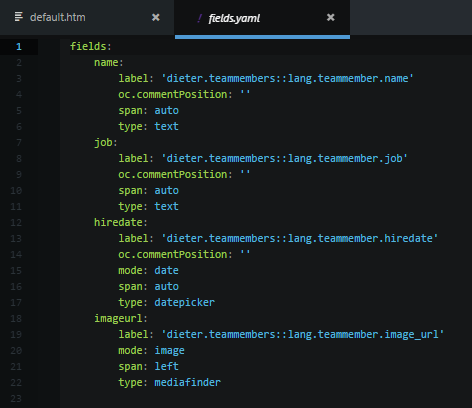 default.htm ×
! fields.yaml ×
1 fields:
2     name:
3         label: 'dieter.teammembers::lang.teammember.name'
4         oc.commentPosition: ''
5         span: auto
6         type: text
7     job:
8         label: 'dieter.teammembers::lang.teammember.job'
9         oc.commentPosition: ''
10         span: auto
11         type: text
12     hiredate:
13         label: 'dieter.teammembers::lang.teammember.hiredate'
14         oc.commentPosition: ''
15         mode: date
16         span: auto
17         type: datepicker
18     imageurl:
19         label: 'dieter.teammembers::lang.teammember.image_url'
20         mode: image
21         span: left
22         type: mediafinder
23